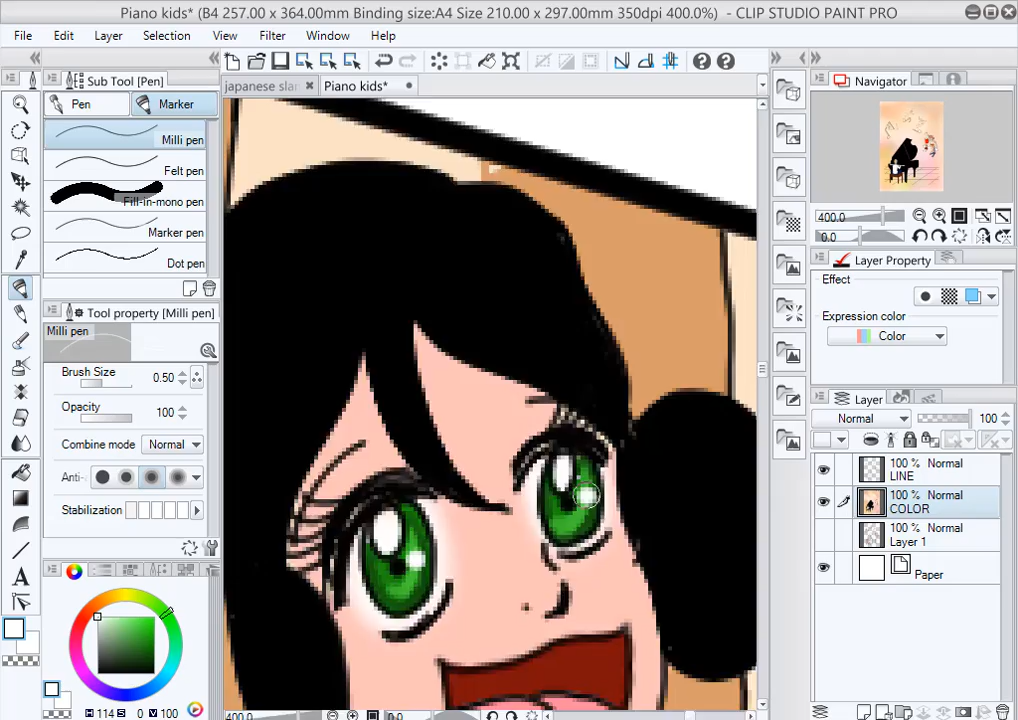 Piano kids* (B4 257.00 x 364.00mm Binding size:A4 Size 210.00 x 297.00mm 350dpi 400.0%) - CLIP STUDIO PAINT PRO
File Edit Layer Selection View Filter Window Help
Sub Tool [Pen]
Pen Marker
Milli pen
Felt pen
Fill-in-mono pen
Marker pen
Dot pen
Tool property [Milli pen]
Milli pen
Brush Size 0.50
Opacity 100
Combine mode Normal
Anti-
Stabilization
H 114 S 0 V 100
japanese slar Piano kids*
400.0 0.0
Navigator
400.0
0.0
Layer Property
Effect
Expression color
Color
Layer
Normal 100
100 % Normal
LINE
100 % Normal
COLOR
100 % Normal
Layer 1
Paper